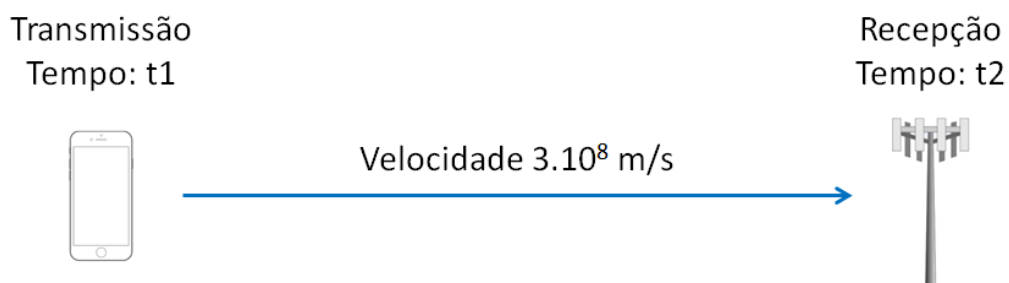 Transmissão
Tempo: t1
Recepção
Tempo: t2
Velocidade 3.10⁸ m/s